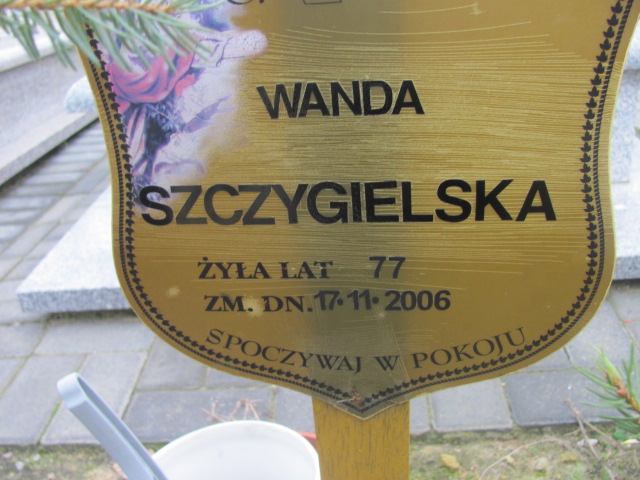 WANDA
SZCZYGIELSKA
ŻYŁA LAT 77
ZM. DN. 17·11·2006
SPOCZYWAJ W POKOJU